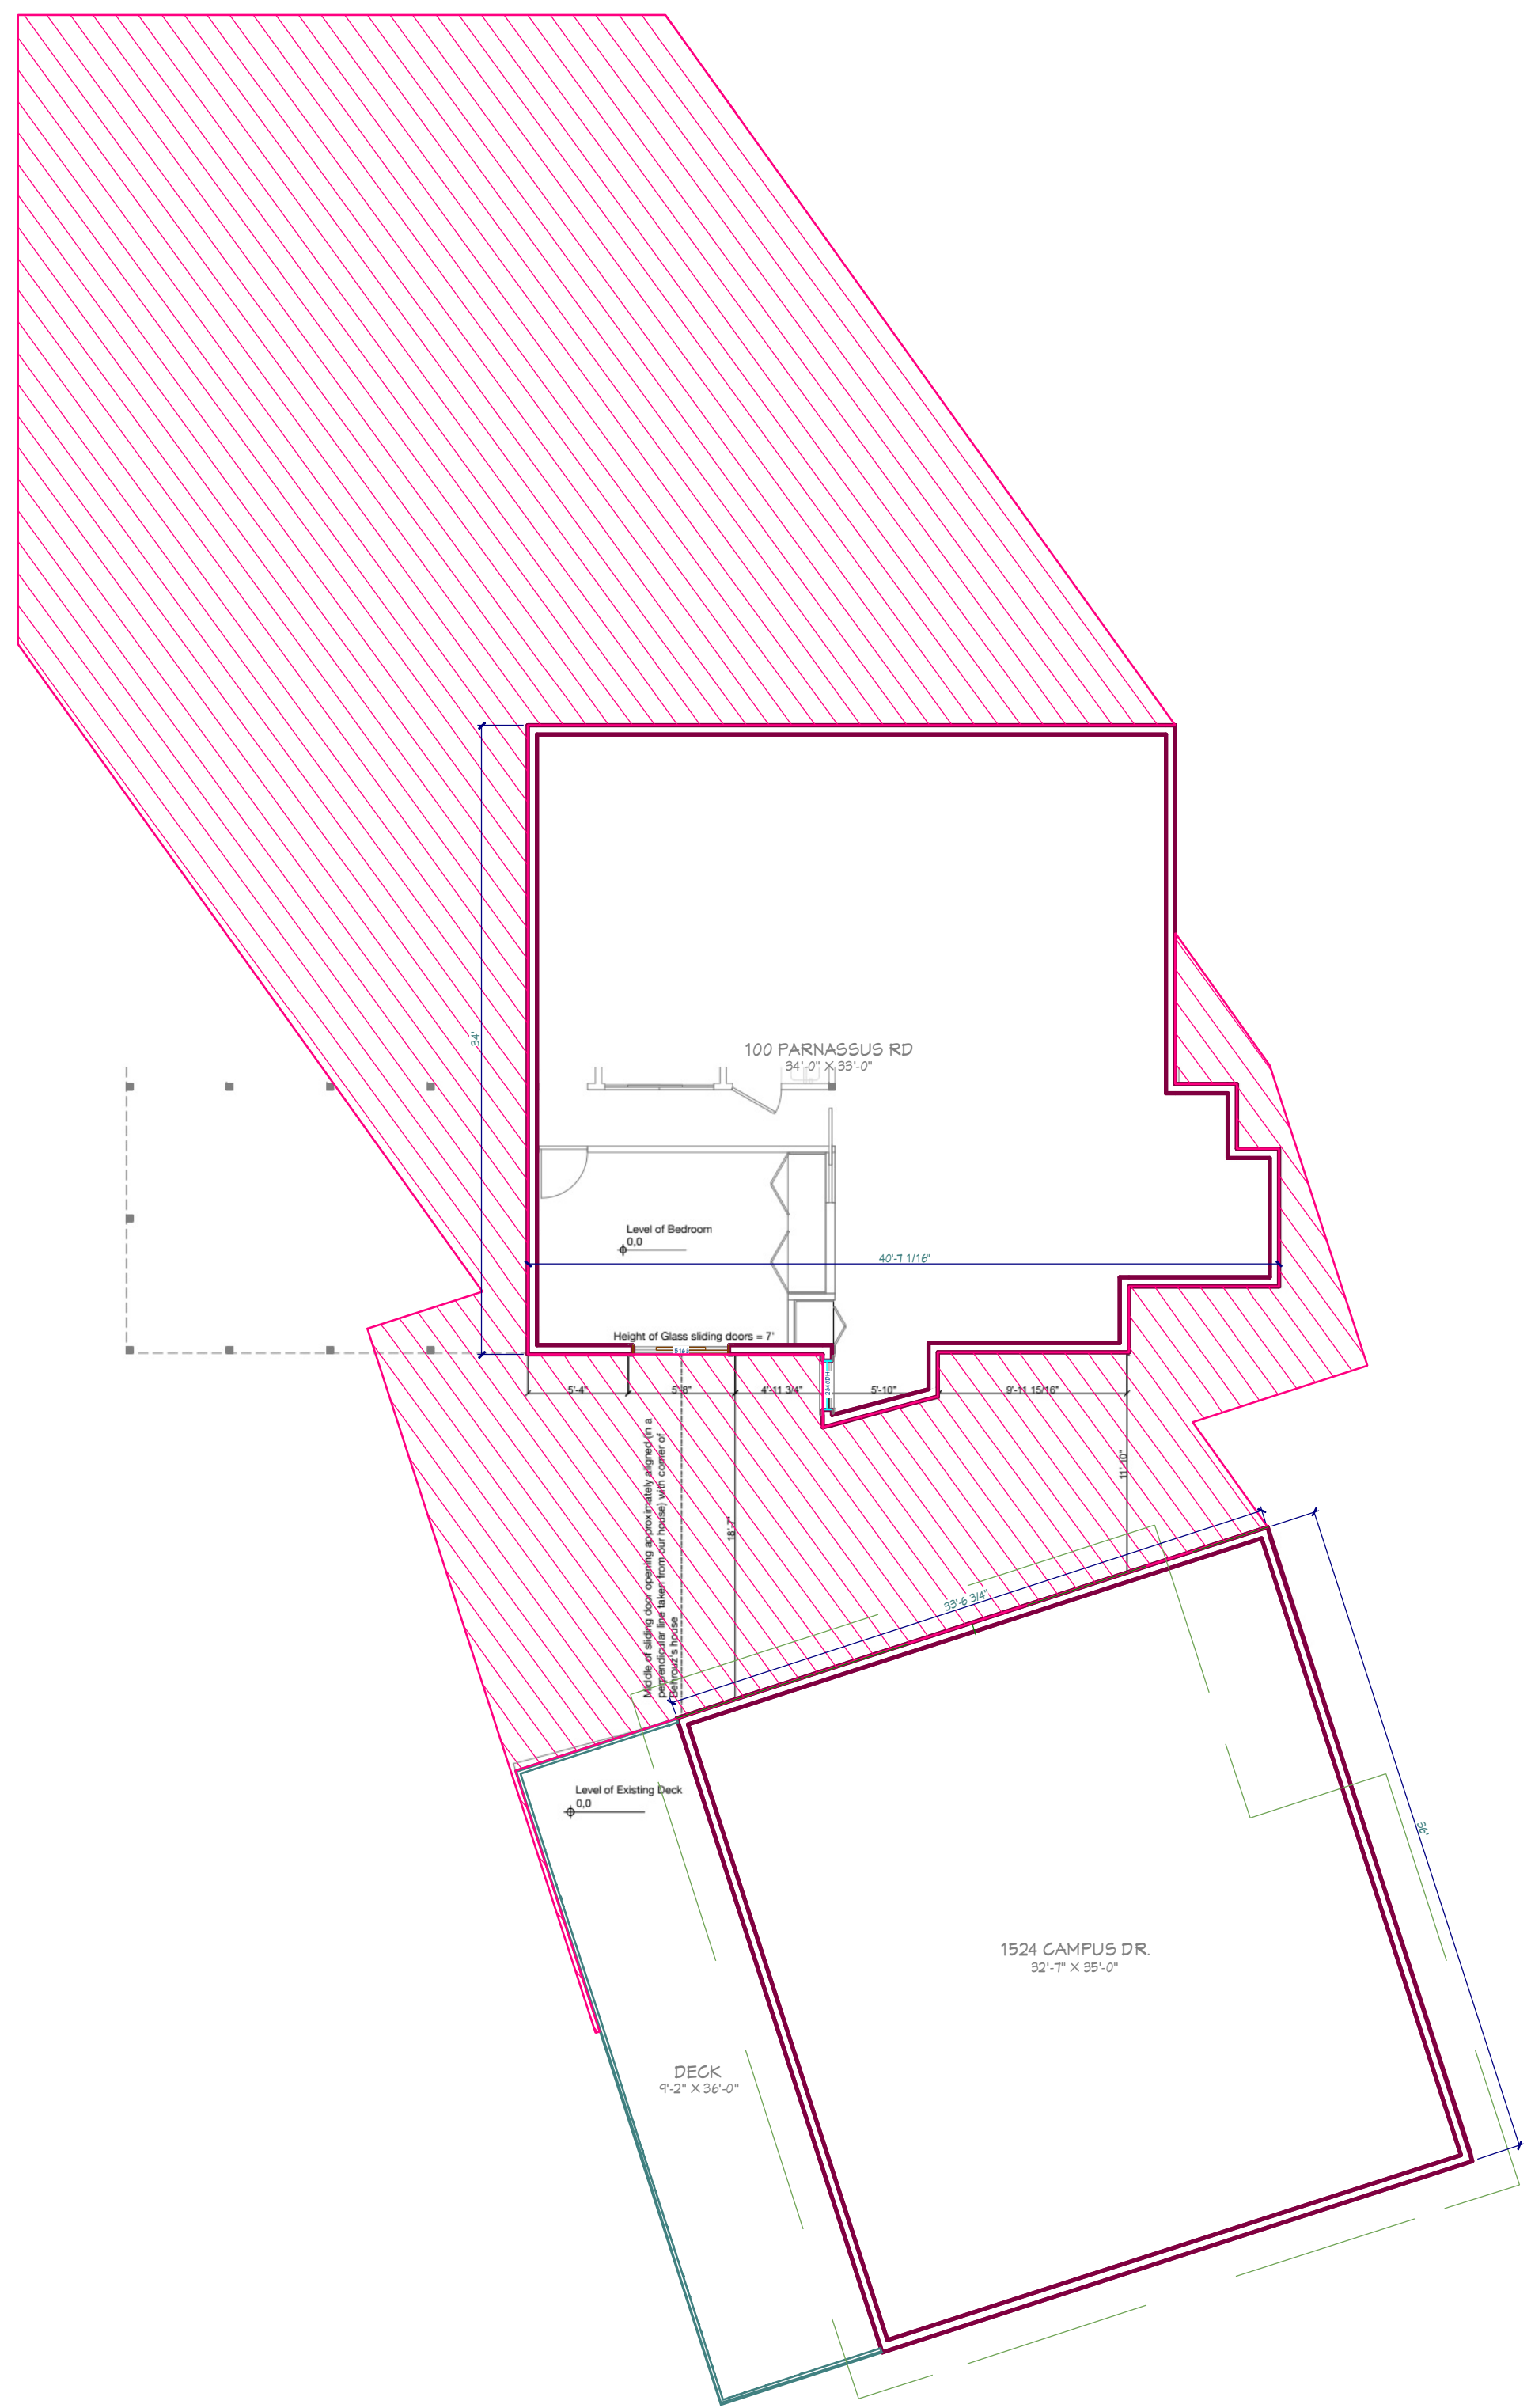 34'
100 PARNASSUS RD
34'-0" X 33'-0"
Level of Bedroom
0,0
40'-7 1/16"
Height of Glass sliding doors = 7'
5'-4"
5'-8"
4'-11 3/4"
5'-10"
9'-11 15/16"
Middle of sliding door opening approximately aligned (in a
perpendicular line taken from our house) with corner of
Behrouz's house
18'-7"
11'-10"
33'-6 3/4"
Level of Existing Deck
0,0
36'
1524 CAMPUS DR.
32'-7" X 35'-0"
DECK
9'-2" X 36'-0"